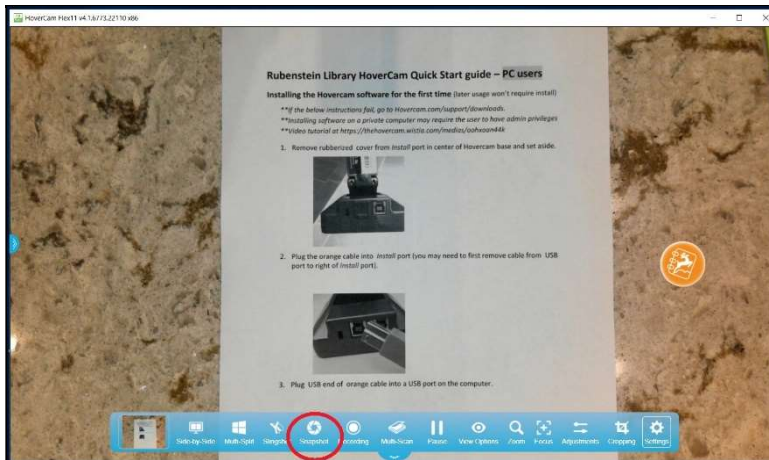 HoverCam Flex11 v4.1.6773.22110 x86
Rubenstein Library HoverCam Quick Start guide – PC users
Installing the Hovercam software for the first time (later usage won't require install)
**If the below instructions fail, go to Hovercam.com/support/downloads.
**Installing software on a private computer may require the user to have admin privileges
**Video tutorial at https://thehovercam.wistia.com/medias/
1. Remove rubberized cover from Install port in center of Hovercam base and set aside.
2. Plug the orange cable into Install port (you may need to first remove cable from USB
port to right of install port).
3. Plug USB end of orange cable into a USB port on the computer.
Side-by-Side Multi-Split Slingshot Snapshot Recording Multi-Scan Pause View Options Zoom Focus Adjustments Cropping Settings